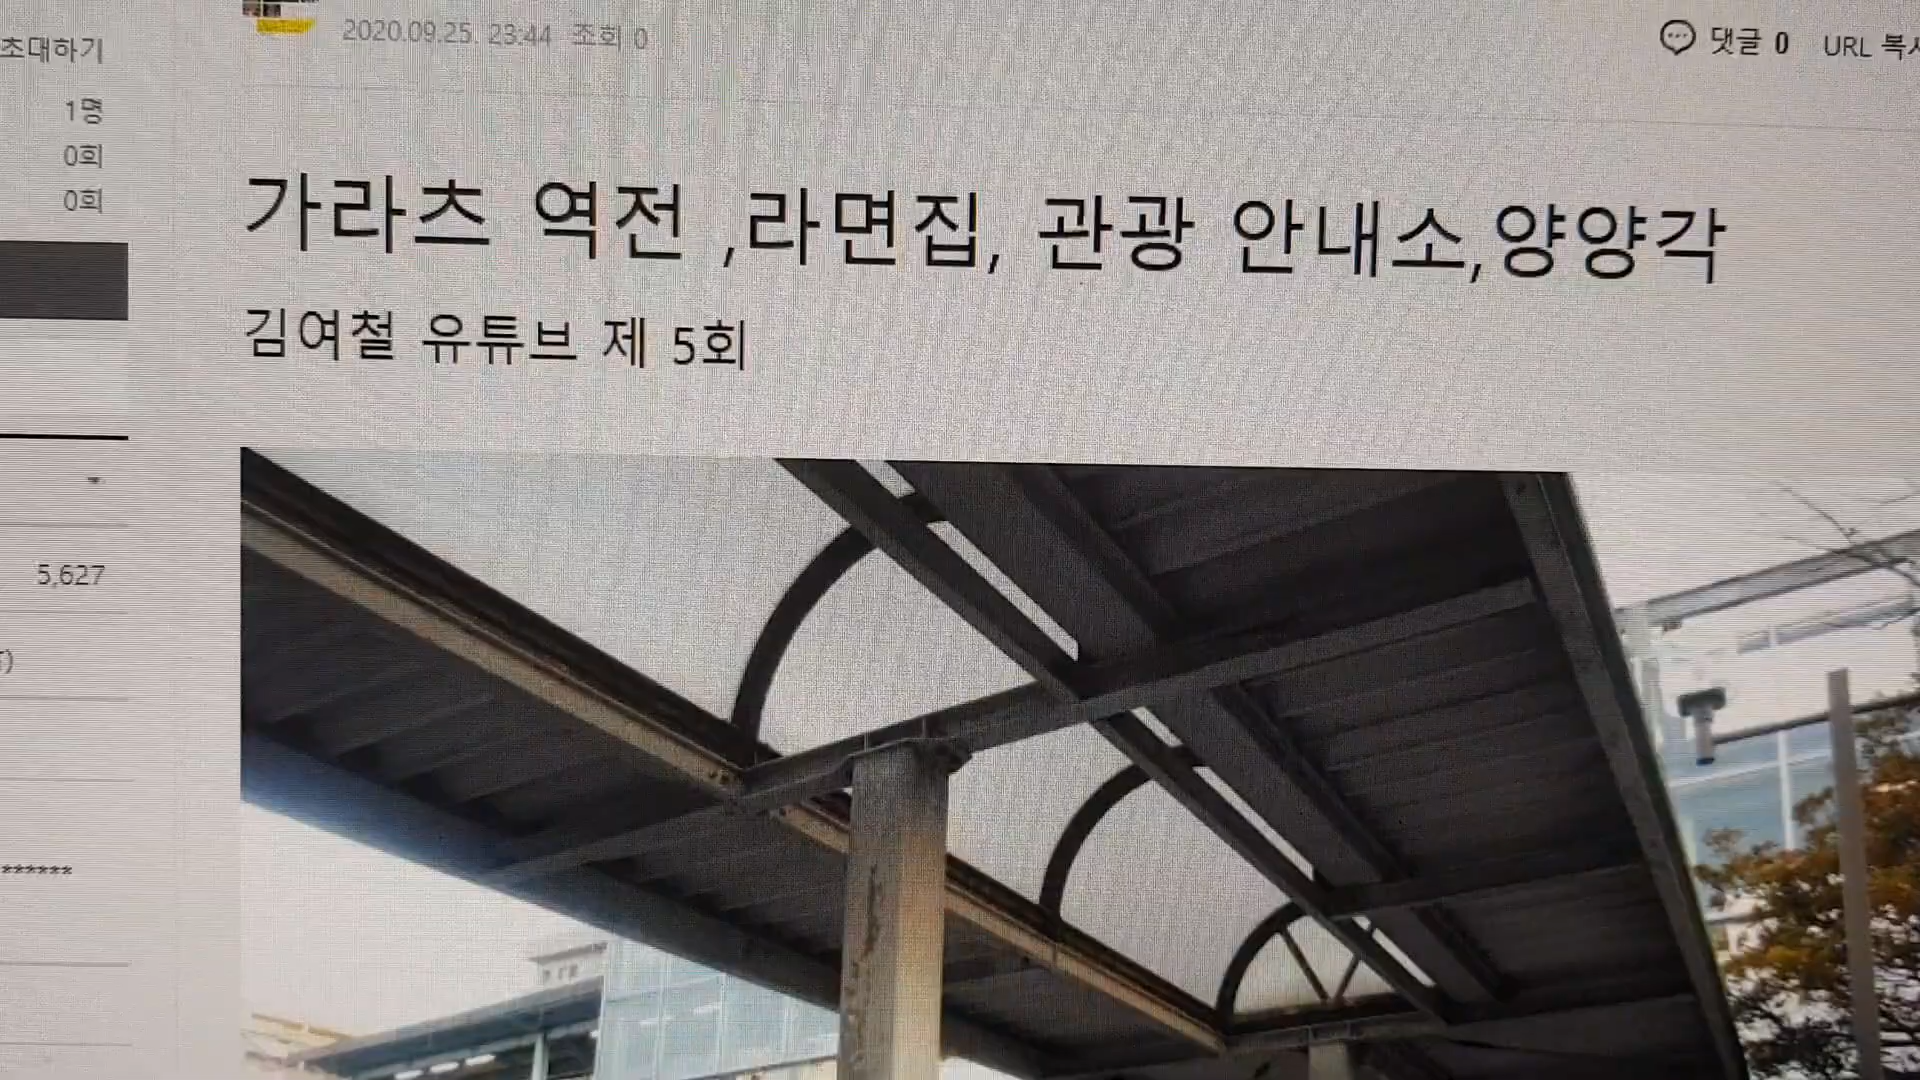 초대하기
2020.09.25. 23:44 조회 0
댓글 0 URL 복사
1명
0회
0회
가라츠 역전 ,라면집, 관광 안내소,양양각
김여철 유튜브 제 5회
5,627
******